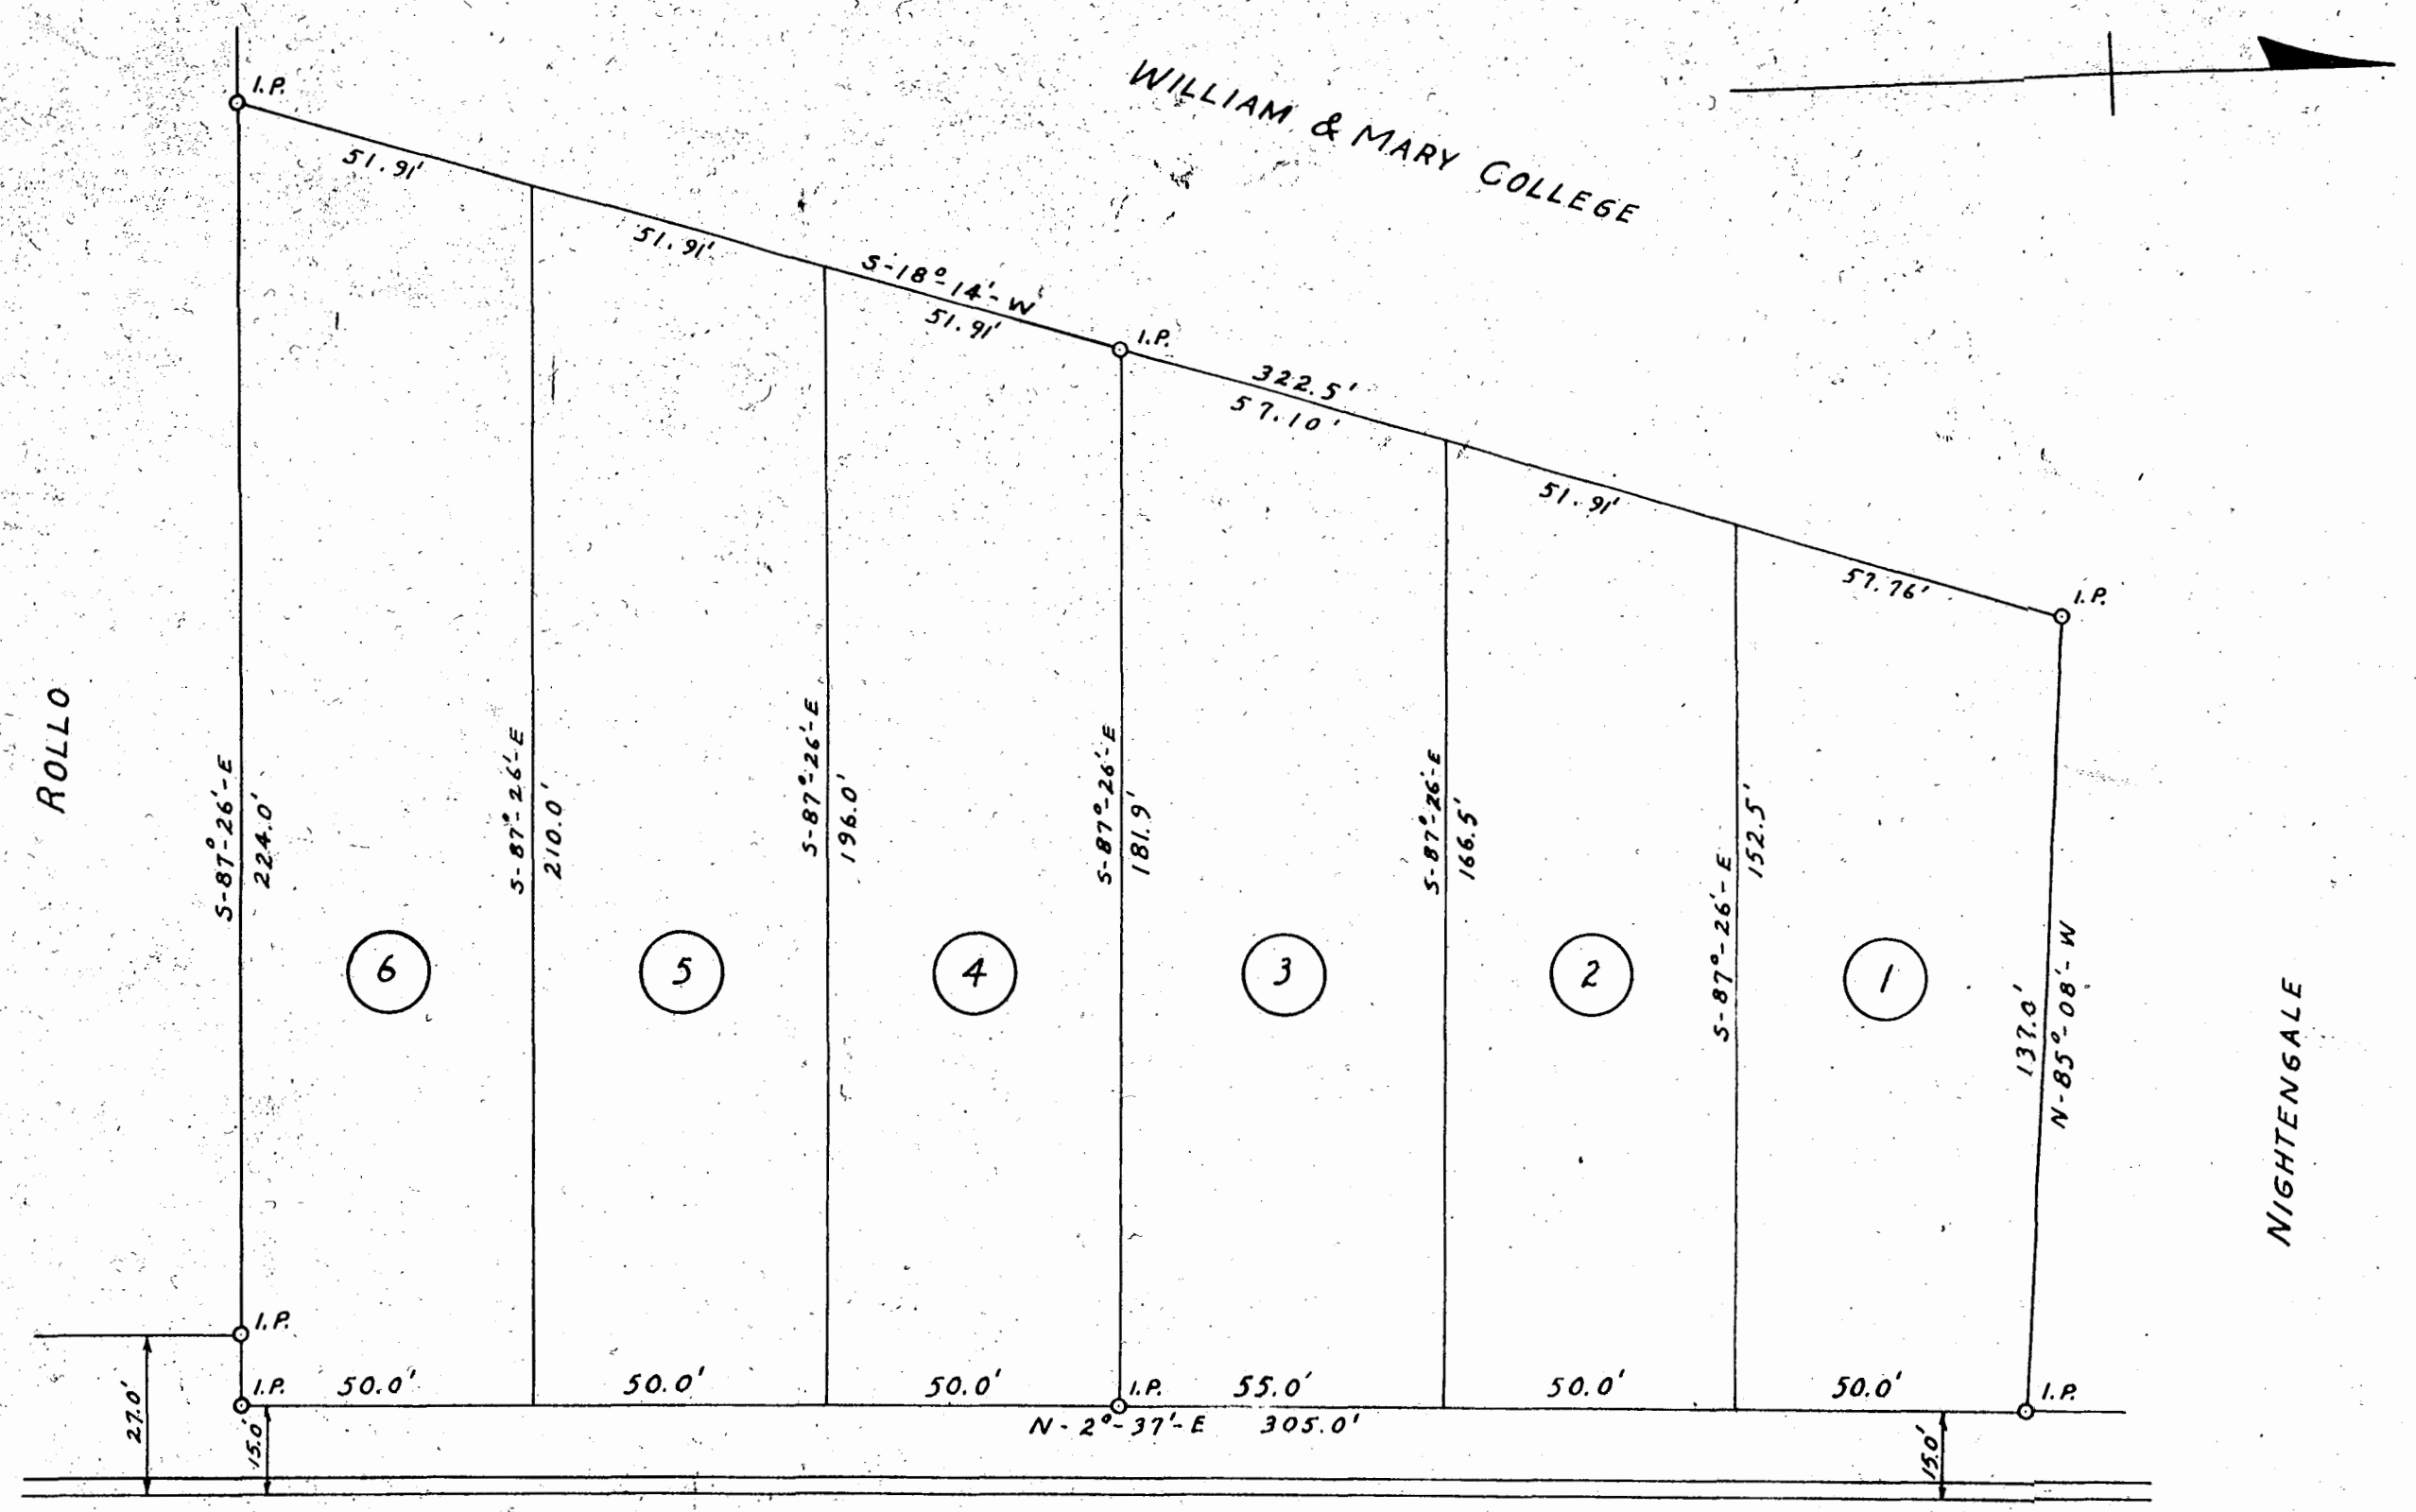 WILLIAM & MARY COLLEGE
I.P.
51.91'
51.91'
S-18°-14'-W
51.91'
I.P.
322.5'
57.10'
51.91'
57.76'
I.P.
ROLLO
S-87°-26'-E
224.0'
S-87°-26'-E
210.0'
S-87°-26'-E
196.0'
S-87°-26'-E
181.9'
S-87°-26'-E
166.5'
S-87°-26'-E
152.5'
137.0'
N-85°-08'-W
NIGHTENGALE
6
5
4
3
2
1
I.P.
I.P.
50.0'
50.0'
50.0'
I.P.
55.0'
50.0'
50.0'
I.P.
N-2°-37'-E 305.0'
27.0'
15.0'
15.0'